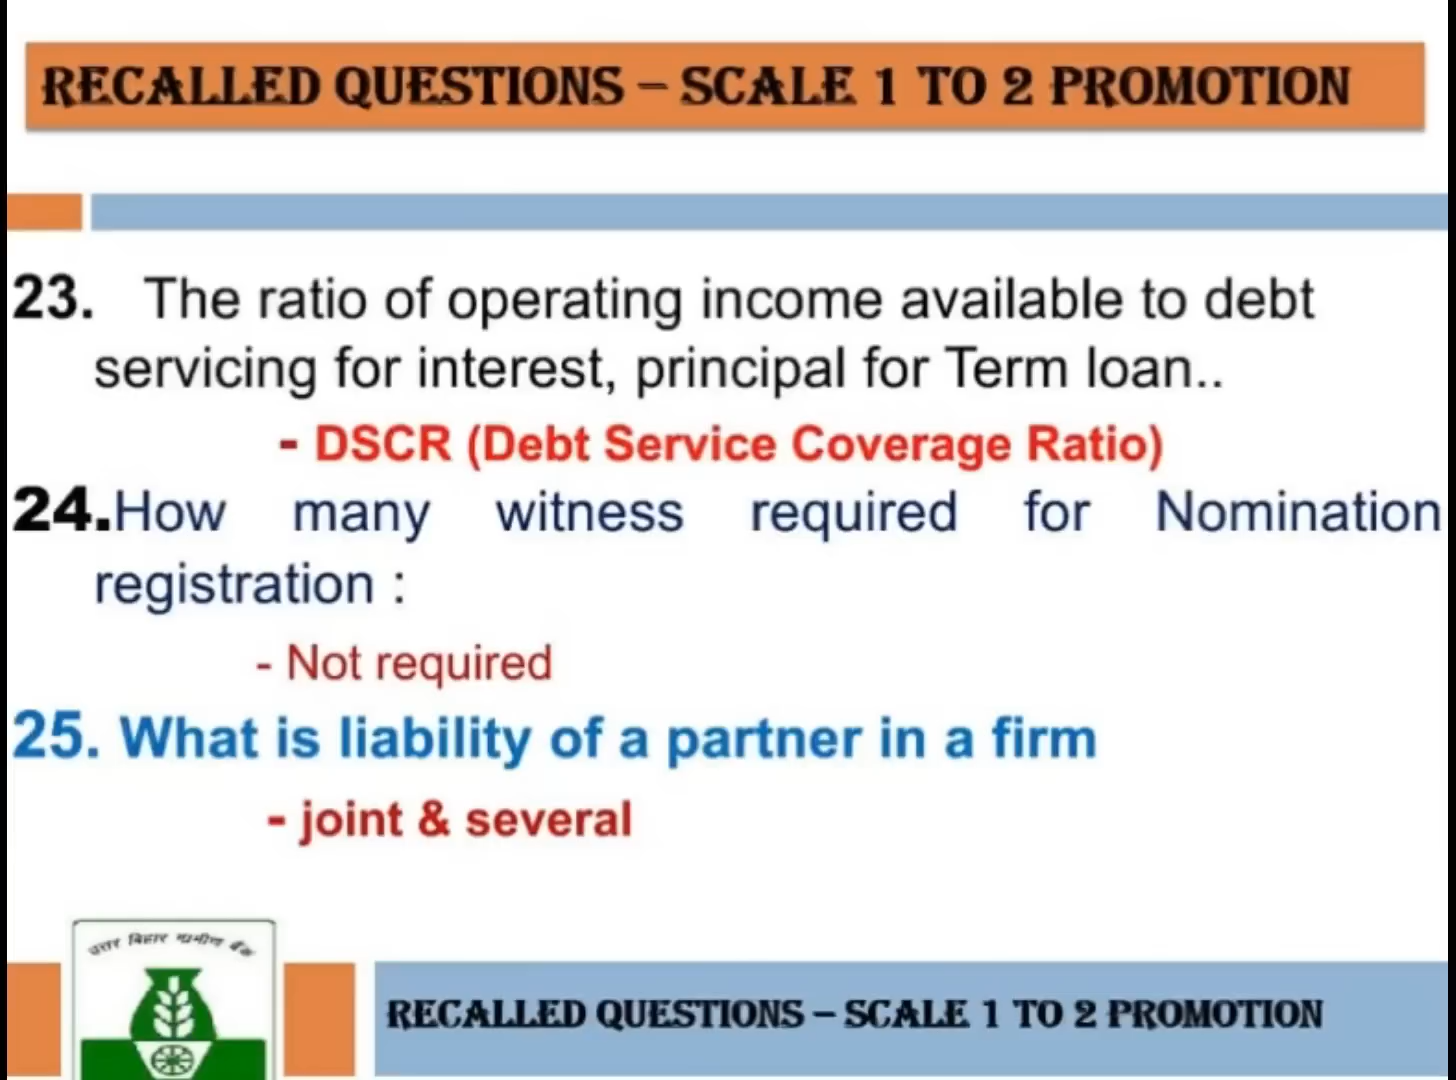 RECALLED QUESTIONS – SCALE 1 TO 2 PROMOTION
23. The ratio of operating income available to debt
servicing for interest, principal for Term loan..
- DSCR (Debt Service Coverage Ratio)
24.How many witness required for Nomination
registration :
- Not required
25. What is liability of a partner in a firm
- joint & several
उत्तर बिहार ग्रामीण बैंक
RECALLED QUESTIONS – SCALE 1 TO 2 PROMOTION